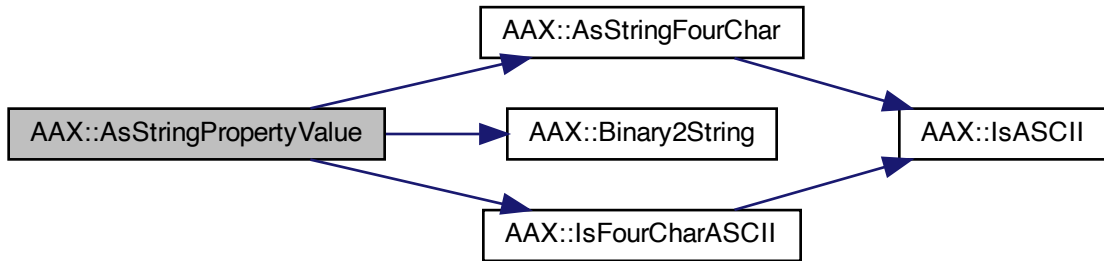 AAX::AsStringFourChar
AAX::AsStringPropertyValue
AAX::Binary2String
AAX::IsASCII
AAX::IsFourCharASCII